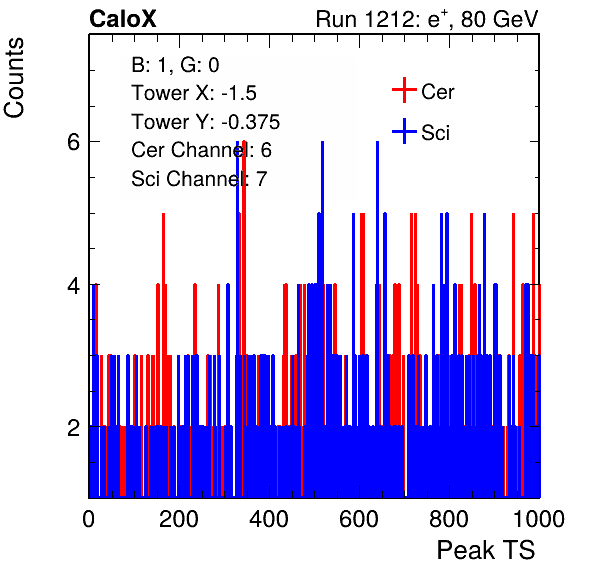 CaloX Run 1212: e⁺, 80 GeV
Counts
B: 1, G: 0
Tower X: -1.5
Tower Y: -0.375
Cer Channel: 6
Sci Channel: 7
Cer
Sci
6
4
2
0 200 400 600 800 1000
Peak TS